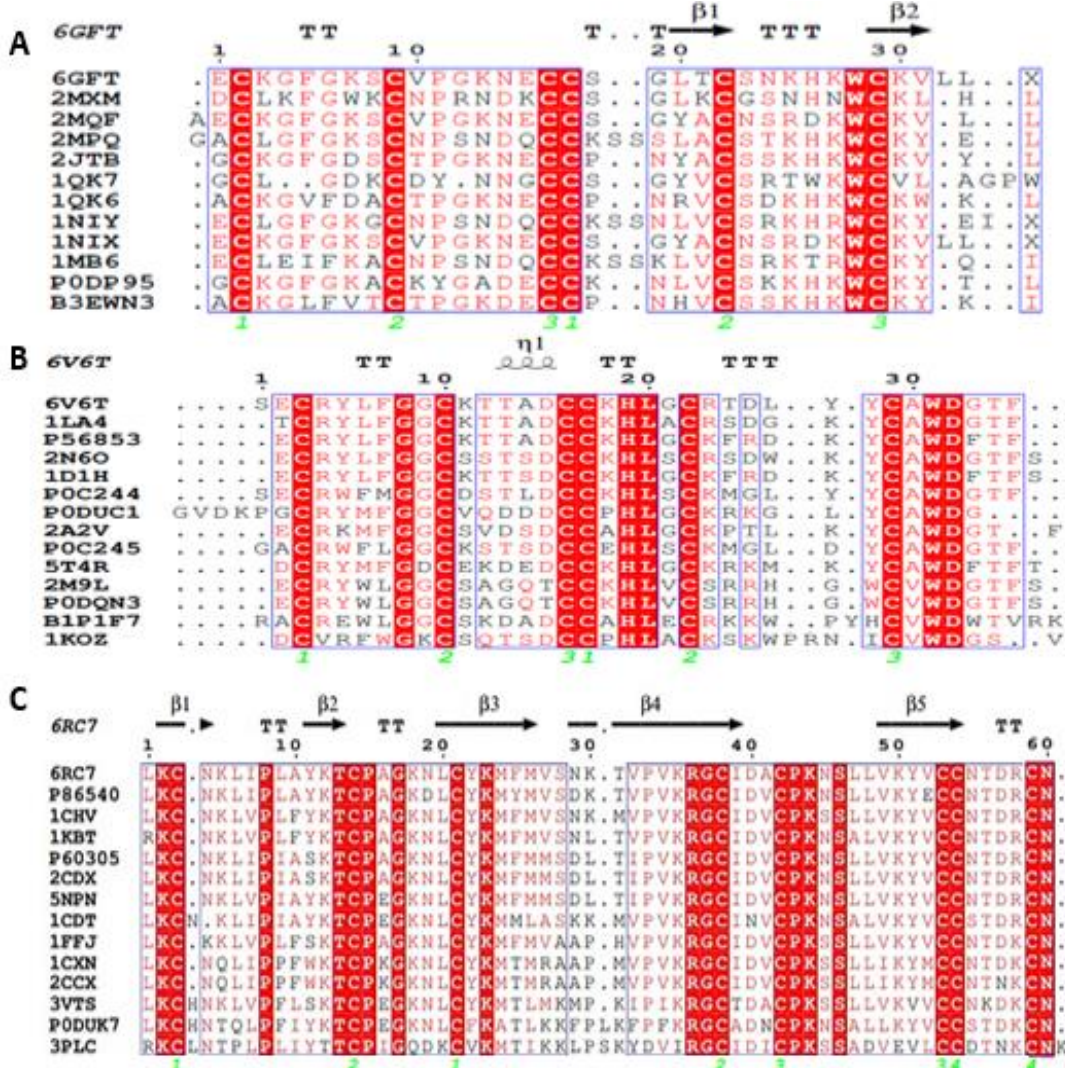 A
6GFT TT T..T β1 TTT β2
1 10 20 30
6GFT .ECKGFGKSCVPGKNECCS..GLTCSNKHKWCKVLL..X
2MXM .DCLKFGWKCNPRNDKCCS..GLKCGSNHNWCKL.H..L
2MQF AECKGFGKSCVPGKNECCS..GYACNSRDKWCKV.L..L
2MPQ GACLGFGKSCNPSNDQCCKSSSLACSTKHKWCKY.E..L
2JTB .GCKGFGDSCTPGKNECCP..NYACSSKHKWCKV.Y..L
1QK7 .GCL..GDKCDY.NNGCCS..GYVCSRTWKWCVL.AGPW
1QK6 .ACKGVFDACTPGKNECCP..NRVCSDKHKWCKW.K..L
1NIY .ECLGFGKGCNPSNDQCCKSSNLVCSRKHRWCKY.EI.X
1NIX .ECKGFGKSCVPGKNECCS..GYACNSRDKWCKVLL..X
1MB6 .ECLEIFKACNPSNDQCCKSSKLVCSRKTRWCKY.Q..I
P0DP95 .GCKGFGKACKYGADECCP..NLVCSKKHKWCKY.T..L
B3EWN3 .ACKGLFVTCTPGKDECCP..NHVCSSKHKWCKY.K..I
1 2 31 2 3
B
6V6T TT η1 TT TTT
1 10 20 30
6V6T ....SECRYLFGGCKTTADCCKHLGCRTDL..Y.YCAWDGTF..
1LA4 .....TCRYLFGGCKTTADCCKHLACRSDG..K.YCAWDGTF..
P56853 .....ECRYLFGGCKTTADCCKHLGCKFRD..K.YCAWDFTF..
2N6O .....ECRYLFGGCSSTSDCCKHLSCRSDW..K.YCAWDGTFS.
1D1H .....ECRYLFGGCKTTSDCCKHLGCKFRD..K.YCAWDFTFS.
P0C244 ....SECRWFMGGCDSTLDCCKHLSCKMGL..Y.YCAWDGTF..
P0DUC1 GVDKPGCRYMFGGCVQDDDCCPHLGCKRKG..L.YCAWDG....
2A2V .....ECRKMFGGCSVDSDCCAHLGCKPTL..K.YCAWDGT..F
P0C245 ....GACRWFLGGCKSTSDCCEHLSCKMGL..D.YCAWDGTF..
5T4R .....DCRYMFGDCEKDEDCCKHLGCKRKM..K.YCAWDFTFT.
2M9L .....ECRYWLGGCSAGQTCCKHLVCSRRH..G.WCVWDGTFS.
P0DQN3 .....ECRYWLGGCSAGQTCCKHLVCSRRH..G.WCVWDGTFS.
B1P1F7 ....RACREWLGGCSKDADCCAHLECRKKW..PYHCVWDWTVRK
1KOZ .....DCVRFWGKCSQTSDCCPHLACKSKWPRN.ICVWDGS..V
1 2 31 2 3
C
6RC7 β1 . TT β2 TT β3 . β4 β5 TT
1 10 20 30 40 50 60
6RC7 LKC.NKLIPLAYKTCPAGKNLCYKMFMVSNK.TVPVKRGCIDACPKNSLLVKYVCCNTDRCN.
P86540 LKC.NKLIPLAYKTCPAGKDLCYKMYMVSDK.TVPVKRGCIDVCPKNSLLVKYECCNTDRCN.
1CHV LKC.NKLVPLFYKTCPAGKNLCYKMFMVSNK.MVPVKRGCIDVCPKNSLLVKYVCCNTDRCN.
1KBT RKC.NKLVPLFYKTCPAGKNLCYKMFMVSNL.TVPVKRGCIDVCPKNSALVKYVCCNTDRCN.
P60305 LKC.NKLIPIASKTCPAGKNLCYKMFMMSDL.TIPVKRGCIDVCPKNSLLVKYVCCNTDRCN.
2CDX LKC.NKLIPIASKTCPAGKNLCYKMFMMSDL.TIPVKRGCIDVCPKNSLLVKYVCCNTDRCN.
5NPN LKC.NKLIPIAYKTCPEGKNLCYKMFMMSDL.TIPVKRGCIDVCPKNSLLVKYVCCNTDRCN.
1CDT LKCN.KLIPIAYKTCPEGKNLCYKMMLASKK.MVPVKRGCINVCPKNSALVKYVCCSTDRCN.
1FFJ LKC.KKLVPLFSKTCPAGKNLCYKMFMVAAP.HVPVKRGCIDVCPKSSLLVKYVCCNTDKCN.
1CXN LKC.NQLIPPFWKTCPKGKNLCYKMTMRAAP.MVPVKRGCIDVCPKSSLLIKYMCCNTDKCN.
2CCX LKC.NQLIPPFWKTCPKGKNLCYKMTMRAAP.MVPVKRGCIDVCPKSSLLIKYMCCNTNKCN.
3VTS LKCHNKLVPFLSKTCPEGKNLCYKMTLMKMP.KIPIKRGCTDACPKSSLLVKVVCCNKDKCN.
P0DUK7 LKCHNTQLPFIYKTCPEGKNLCFKATLKKFPLKFPFKRGCADNCPKNSALLKYVCCSTDKCN.
3PLC RKCLNTPLPLIYTTCPIGQDKCVKMTIKKLPSKYDVIRGCTDICPKSSADVEVLCCDTNKCNK
1 2 1 2 3 34 4